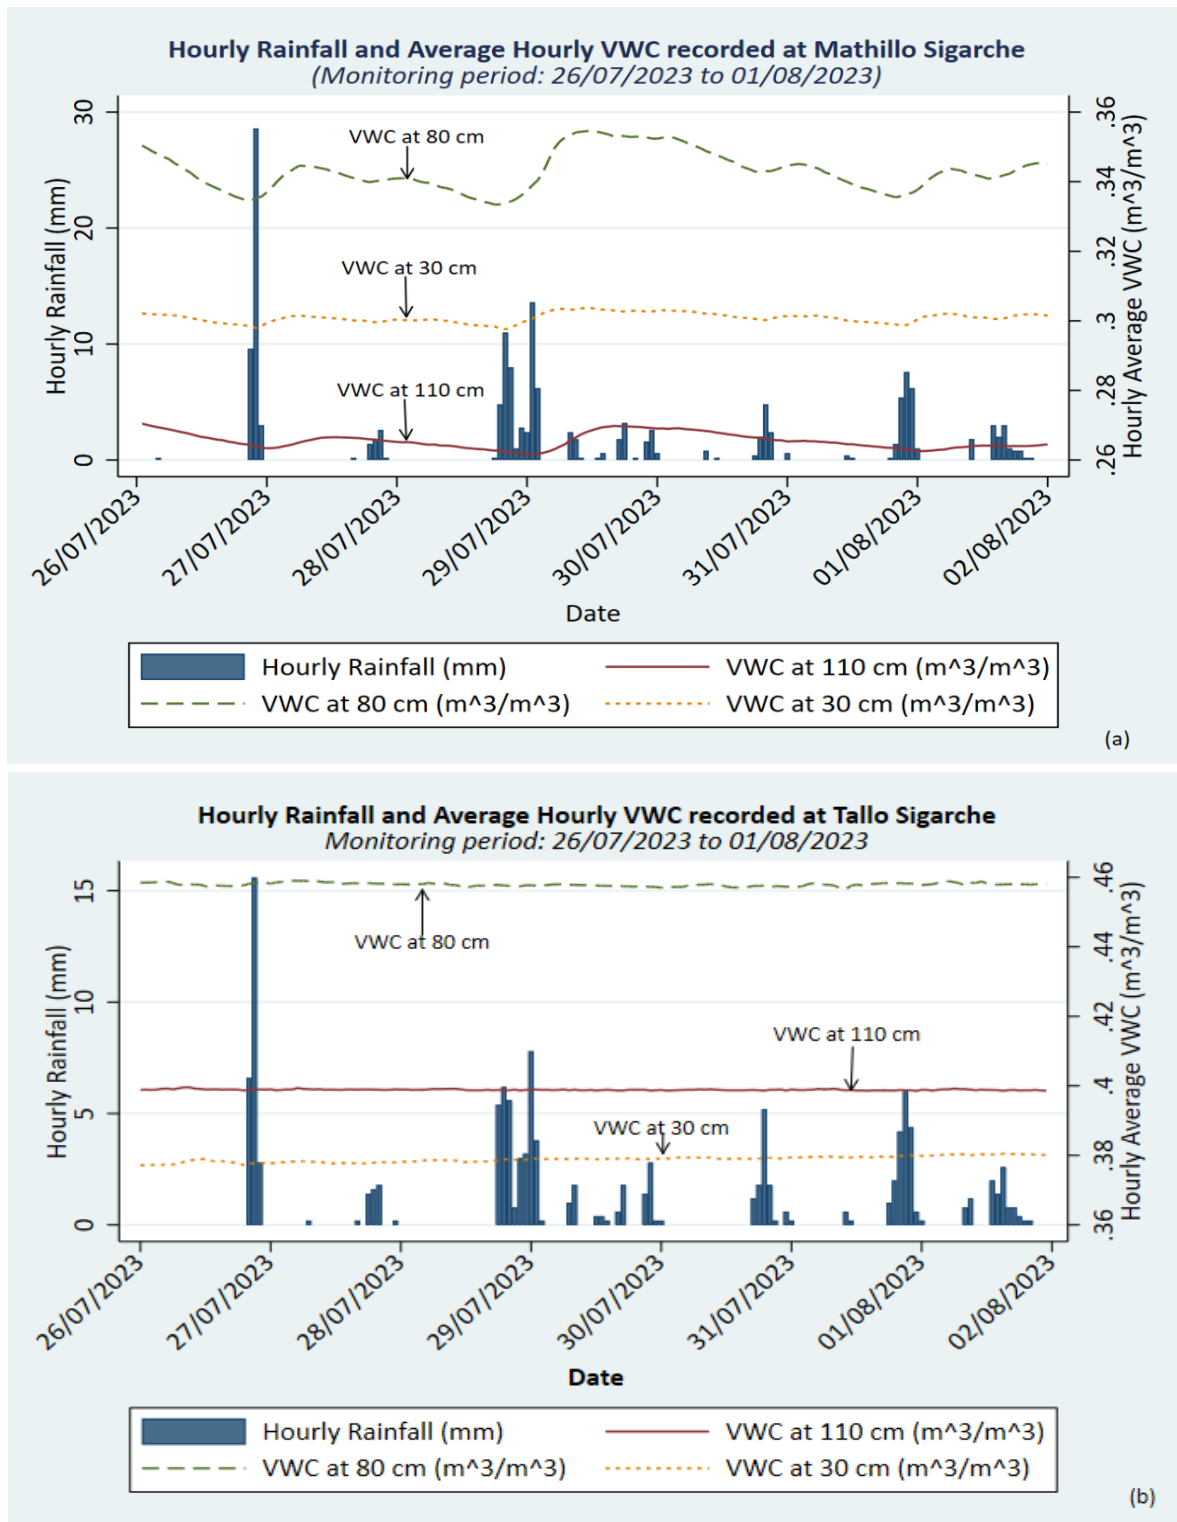 Hourly Rainfall and Average Hourly VWC recorded at Mathillo Sigarche
(Monitoring period: 26/07/2023 to 01/08/2023)
Hourly Rainfall (mm)
30
20
10
0
VWC at 80 cm
VWC at 30 cm
VWC at 110 cm
.36
.34
.32
.3
.28
.26
Hourly Average VWC (m^3/m^3)
26/07/2023
27/07/2023
28/07/2023
29/07/2023
30/07/2023
31/07/2023
01/08/2023
02/08/2023
Date
Hourly Rainfall (mm)
VWC at 110 cm (m^3/m^3)
VWC at 80 cm (m^3/m^3)
VWC at 30 cm (m^3/m^3)
(a)
Hourly Rainfall and Average Hourly VWC recorded at Tallo Sigarche
Monitoring period: 26/07/2023 to 01/08/2023
Hourly Rainfall (mm)
15
10
5
0
VWC at 80 cm
VWC at 110 cm
VWC at 30 cm
.46
.44
.42
.4
.38
.36
Hourly Average VWC (m^3/m^3)
26/07/2023
27/07/2023
28/07/2023
29/07/2023
30/07/2023
31/07/2023
01/08/2023
02/08/2023
Date
Hourly Rainfall (mm)
VWC at 110 cm (m^3/m^3)
VWC at 80 cm (m^3/m^3)
VWC at 30 cm (m^3/m^3)
(b)